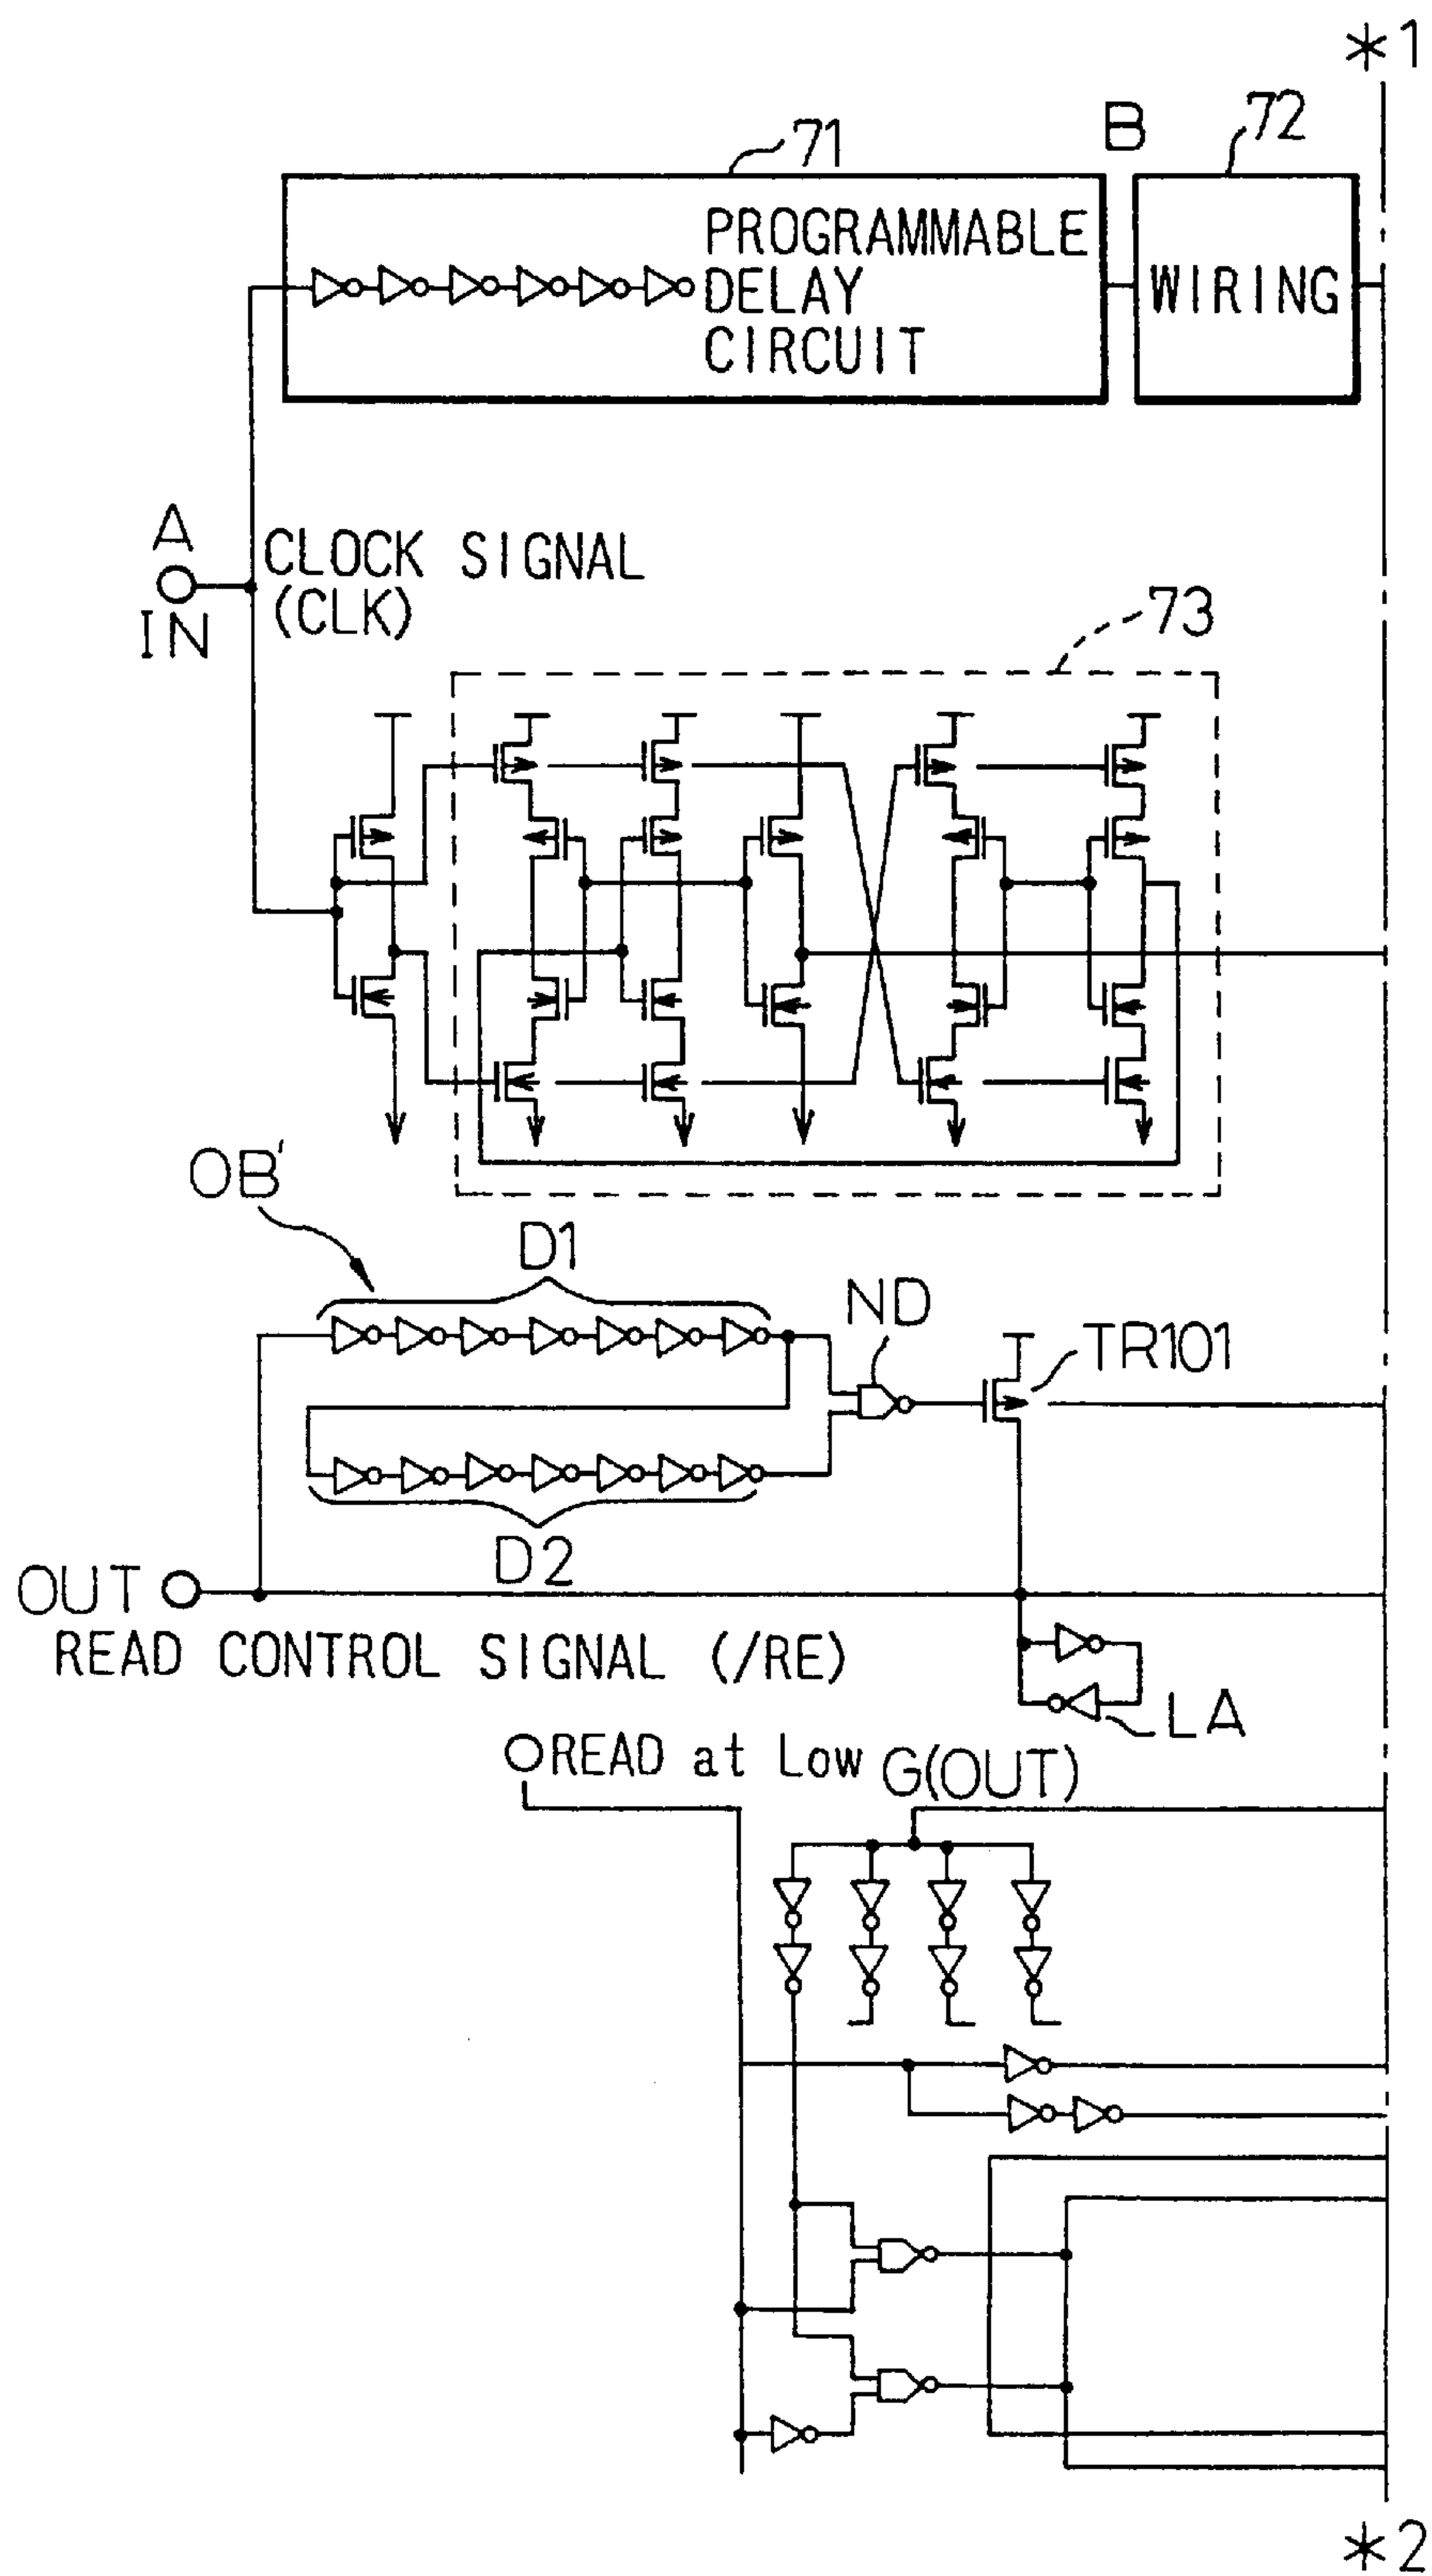 *1
71
B
72
PROGRAMMABLE
DELAY
CIRCUIT
WIRING
A
IN
CLOCK SIGNAL
(CLK)
73
OB'
D1
ND
TR101
D2
OUT
READ CONTROL SIGNAL (/RE)
LA
READ at Low
G(OUT)
*2